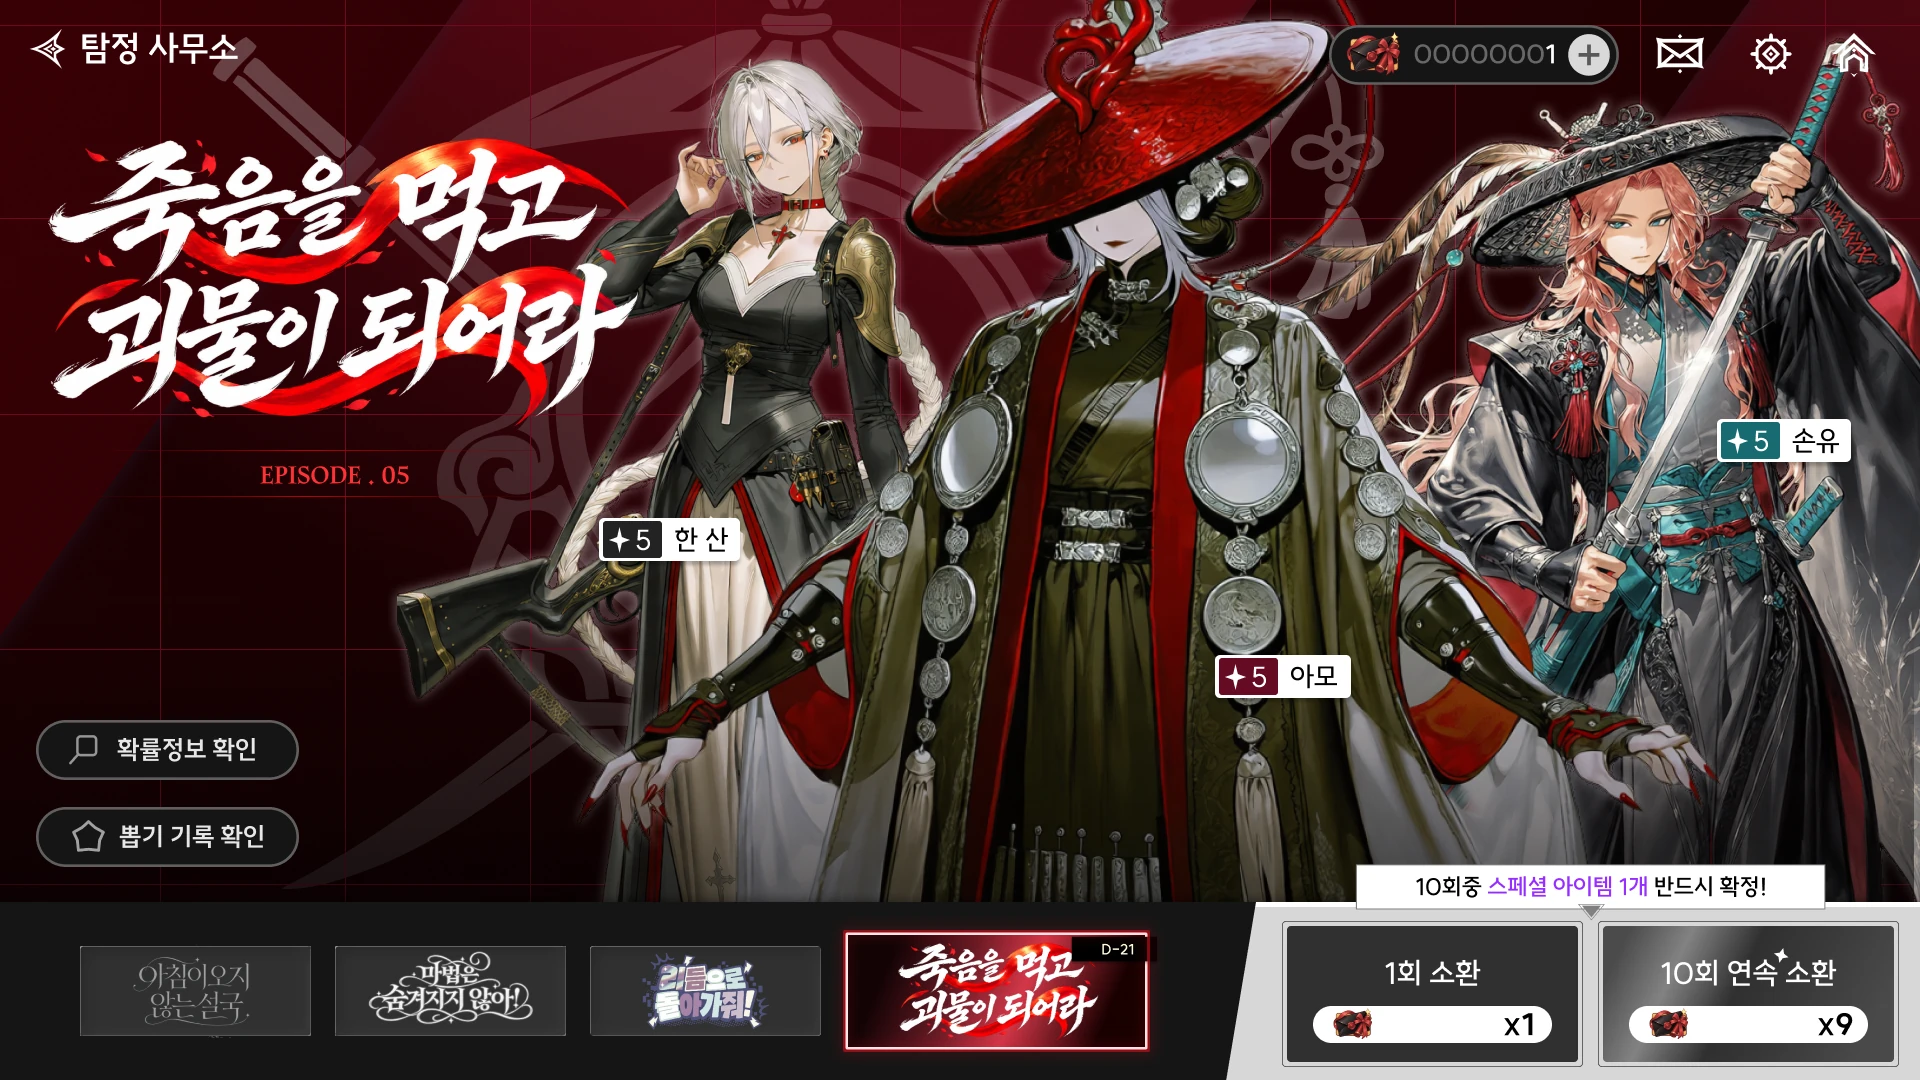 탐정 사무소
00000001
죽음을 먹고
괴물이 되어라
EPISODE . 05
5 한 산
5 아모
5 손유
확률정보 확인
뽑기 기록 확인
10회중 스페셜 아이템 1개 반드시 확정!
아침이오지
않는 설국.
마법은
숨겨지지 않아!
리듬으로
돌아가줘!
D-21
죽음을 먹고
괴물이 되어라
1회 소환
x1
10회 연속 소환
x9